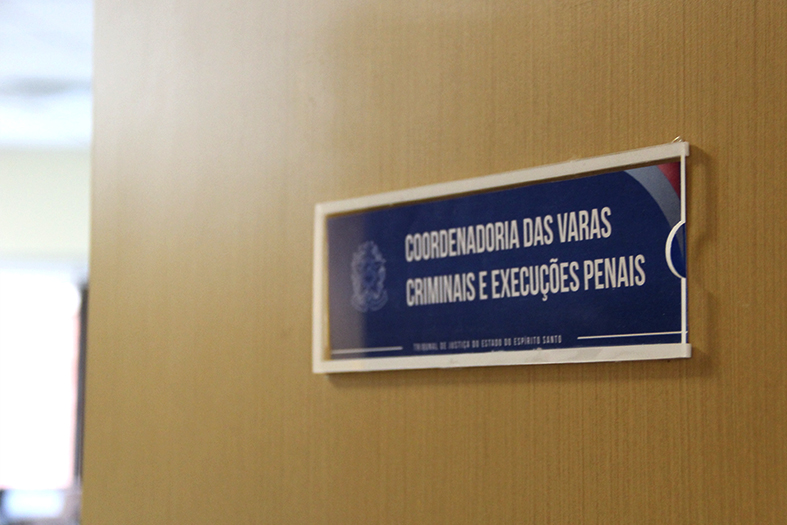 COORDENADORIA DAS VARAS
CRIMINAIS E EXECUÇÕES PENAIS
TRIBUNAL DE JUSTIÇA DO ESTADO DO ESPÍRITO SANTO